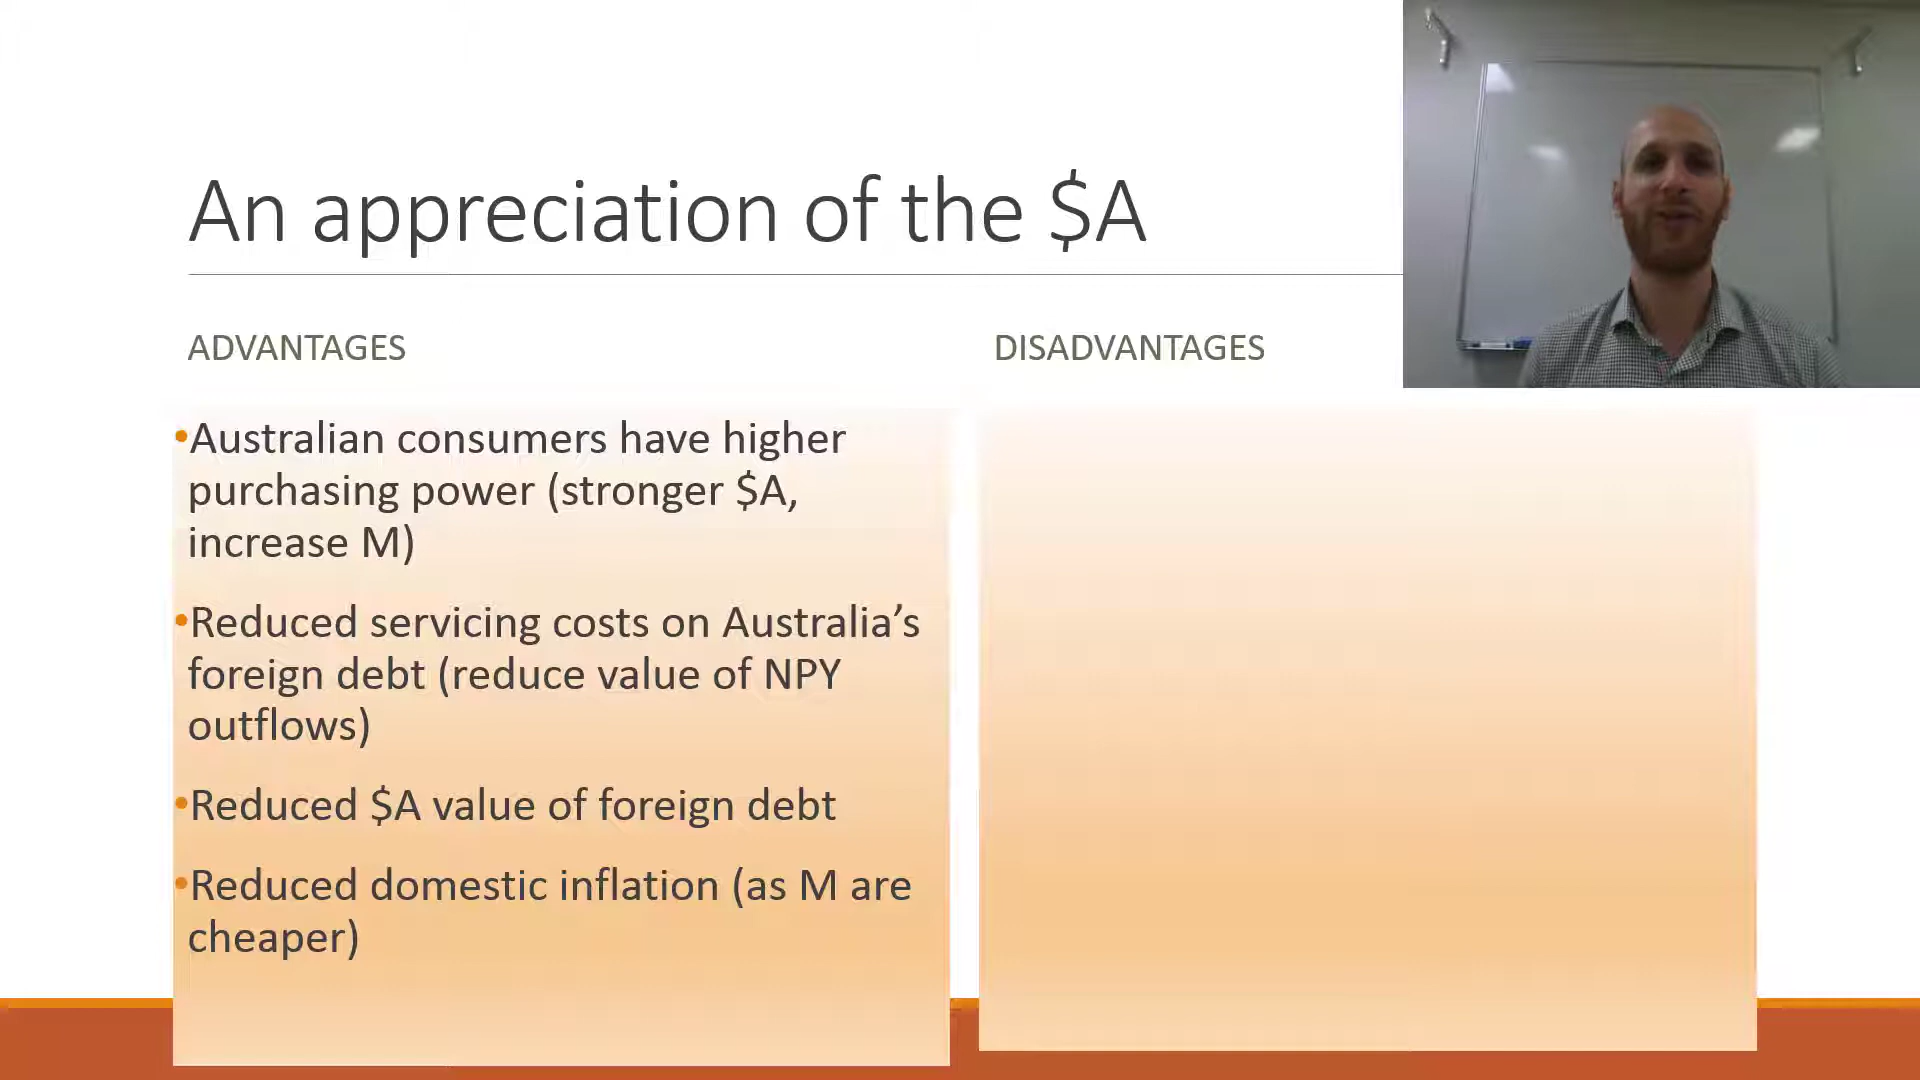 An appreciation of the $A
ADVANTAGES
•Australian consumers have higher
purchasing power (stronger $A,
increase M)
•Reduced servicing costs on Australia’s
foreign debt (reduce value of NPY
outflows)
•Reduced $A value of foreign debt
•Reduced domestic inflation (as M are
cheaper)
DISADVANTAGES